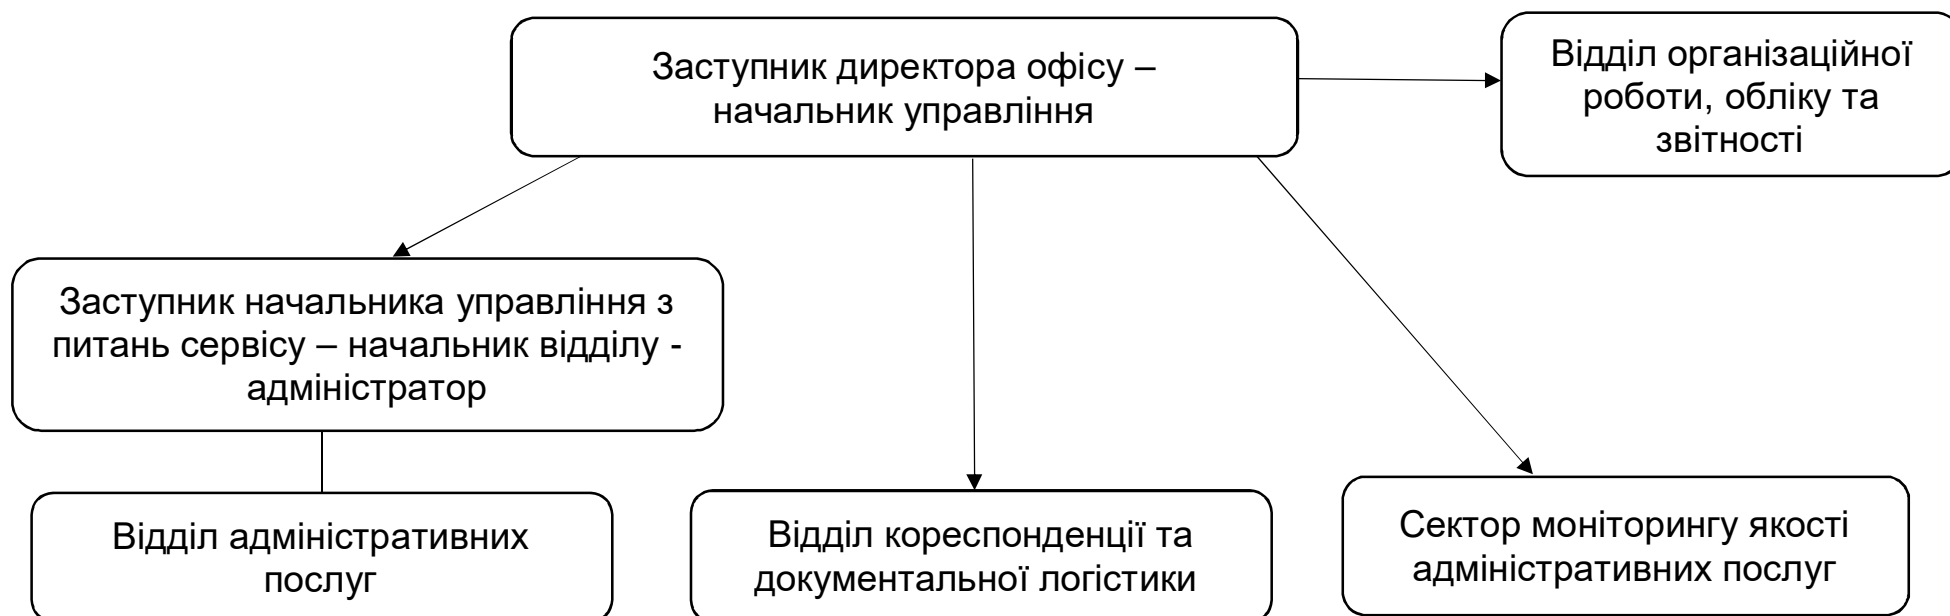 Заступник директора офісу –
начальник управління
Відділ організаційної
роботи, обліку та
звітності
Заступник начальника управління з
питань сервісу – начальник відділу -
адміністратор
Відділ адміністративних
послуг
Відділ кореспонденції та
документальної логістики
Сектор моніторингу якості
адміністративних послуг